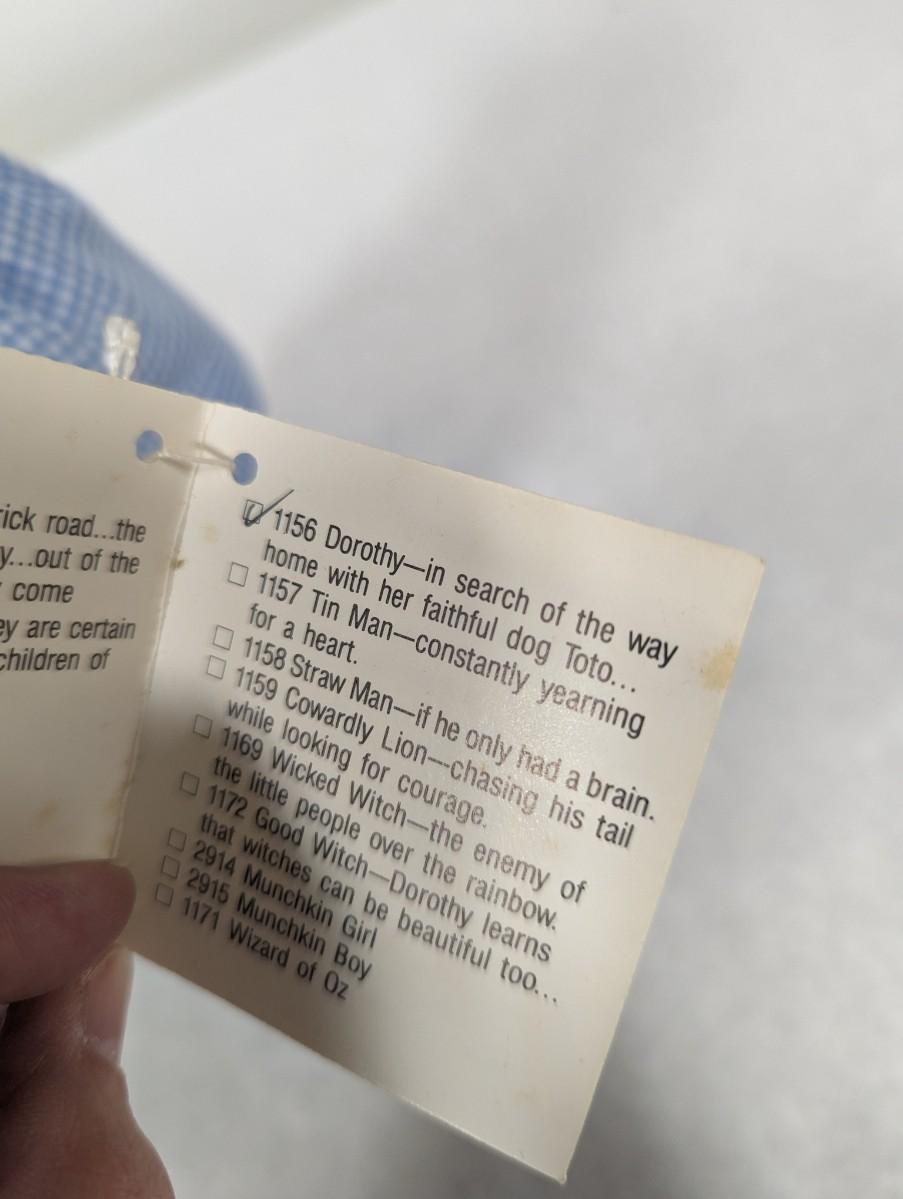 rick road...the
y...out of the
come
ey are certain
children of
1156 Dorothy—in search of the way
home with her faithful dog Toto...
1157 Tin Man—constantly yearning
for a heart.
1158 Straw Man—if he only had a brain.
1159 Cowardly Lion—chasing his tail
while looking for courage.
1169 Wicked Witch—the enemy of
the little people over the rainbow.
1172 Good Witch—Dorothy learns
that witches can be beautiful too...
2914 Munchkin Girl
2915 Munchkin Boy
1171 Wizard of Oz